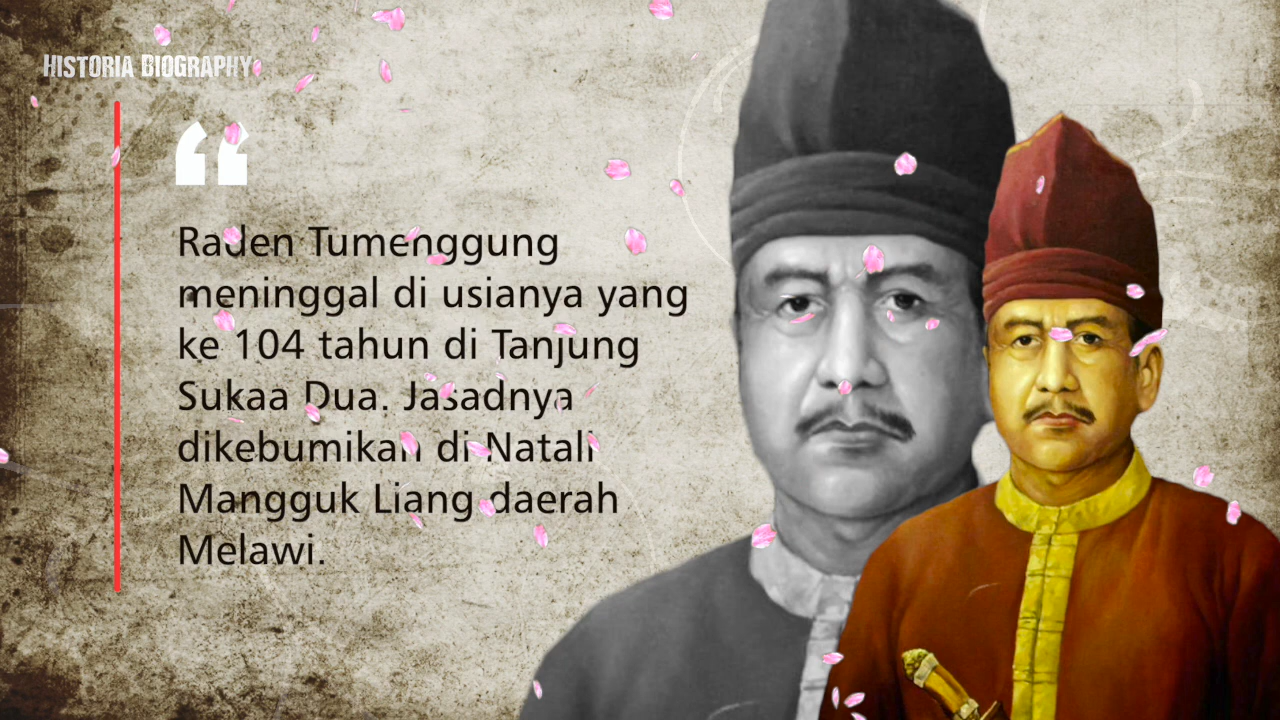 HISTORIA BIOGRAPHY
“
Raden Tumenggung
meninggal di usianya yang
ke 104 tahun di Tanjung
Sukaa Dua. Jasadnya
dikebumikan di Natali
Mangguk Liang daerah
Melawi.